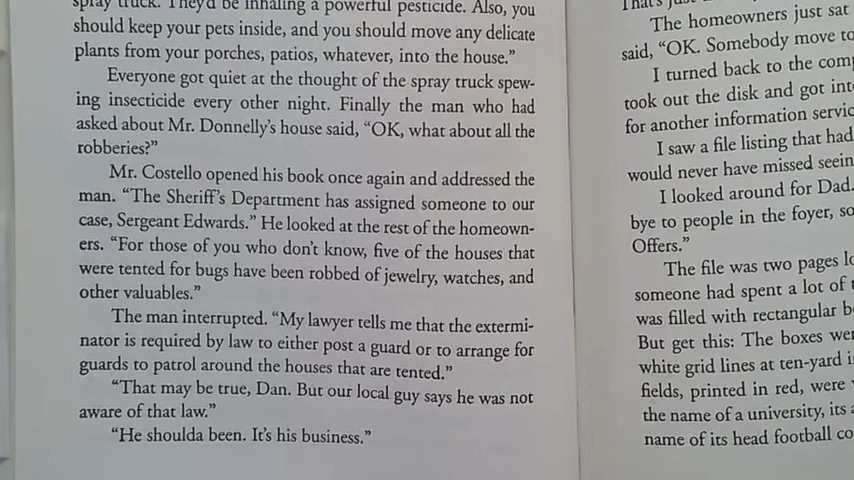 spray truck. They'd be inhaling a powerful pesticide. Also, you
should keep your pets inside, and you should move any delicate
plants from your porches, patios, whatever, into the house."
Everyone got quiet at the thought of the spray truck spew-
ing insecticide every other night. Finally the man who had
asked about Mr. Donnelly's house said, "OK, what about all the
robberies?"
Mr. Costello opened his book once again and addressed the
man. "The Sheriff's Department has assigned someone to our
case, Sergeant Edwards." He looked at the rest of the homeown-
ers. "For those of you who don't know, five of the houses that
were tented for bugs have been robbed of jewelry, watches, and
other valuables."
The man interrupted. "My lawyer tells me that the extermi-
nator is required by law to either post a guard or to arrange for
guards to patrol around the houses that are tented."
"That may be true, Dan. But our local guy says he was not
aware of that law."
"He shoulda been. It's his business."
That's
The homeowners just sat
said, "OK. Somebody move to
I turned back to the
took out the disk and got
for another information
I saw a file listing that had
would never have missed
I looked around for Dad.
bye to people in the foyer,
Offers."
The file was two pages
someone had spent a lot of
was filled with rectangular
But get this: The boxes
white grid lines at ten-yard
fields, printed in red, were
the name of a university, its
name of its head football